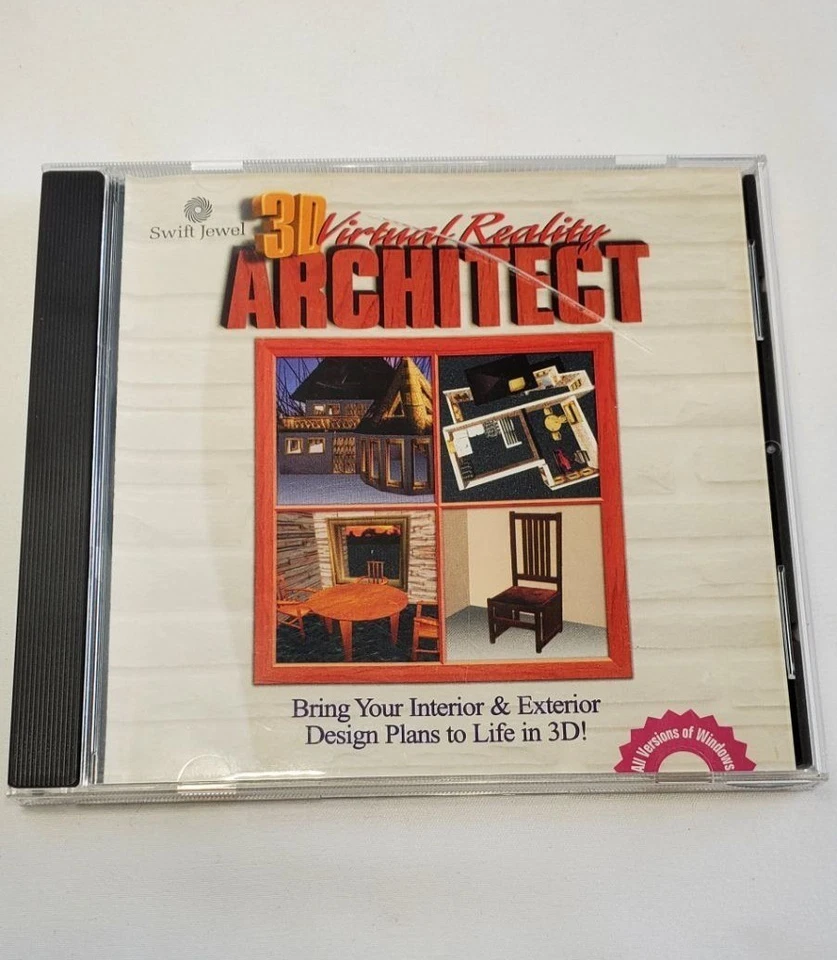 Swift Jewel
3D Virtual Reality
ARCHITECT
Bring Your Interior & Exterior
Design Plans to Life in 3D!
All Versions of Windows